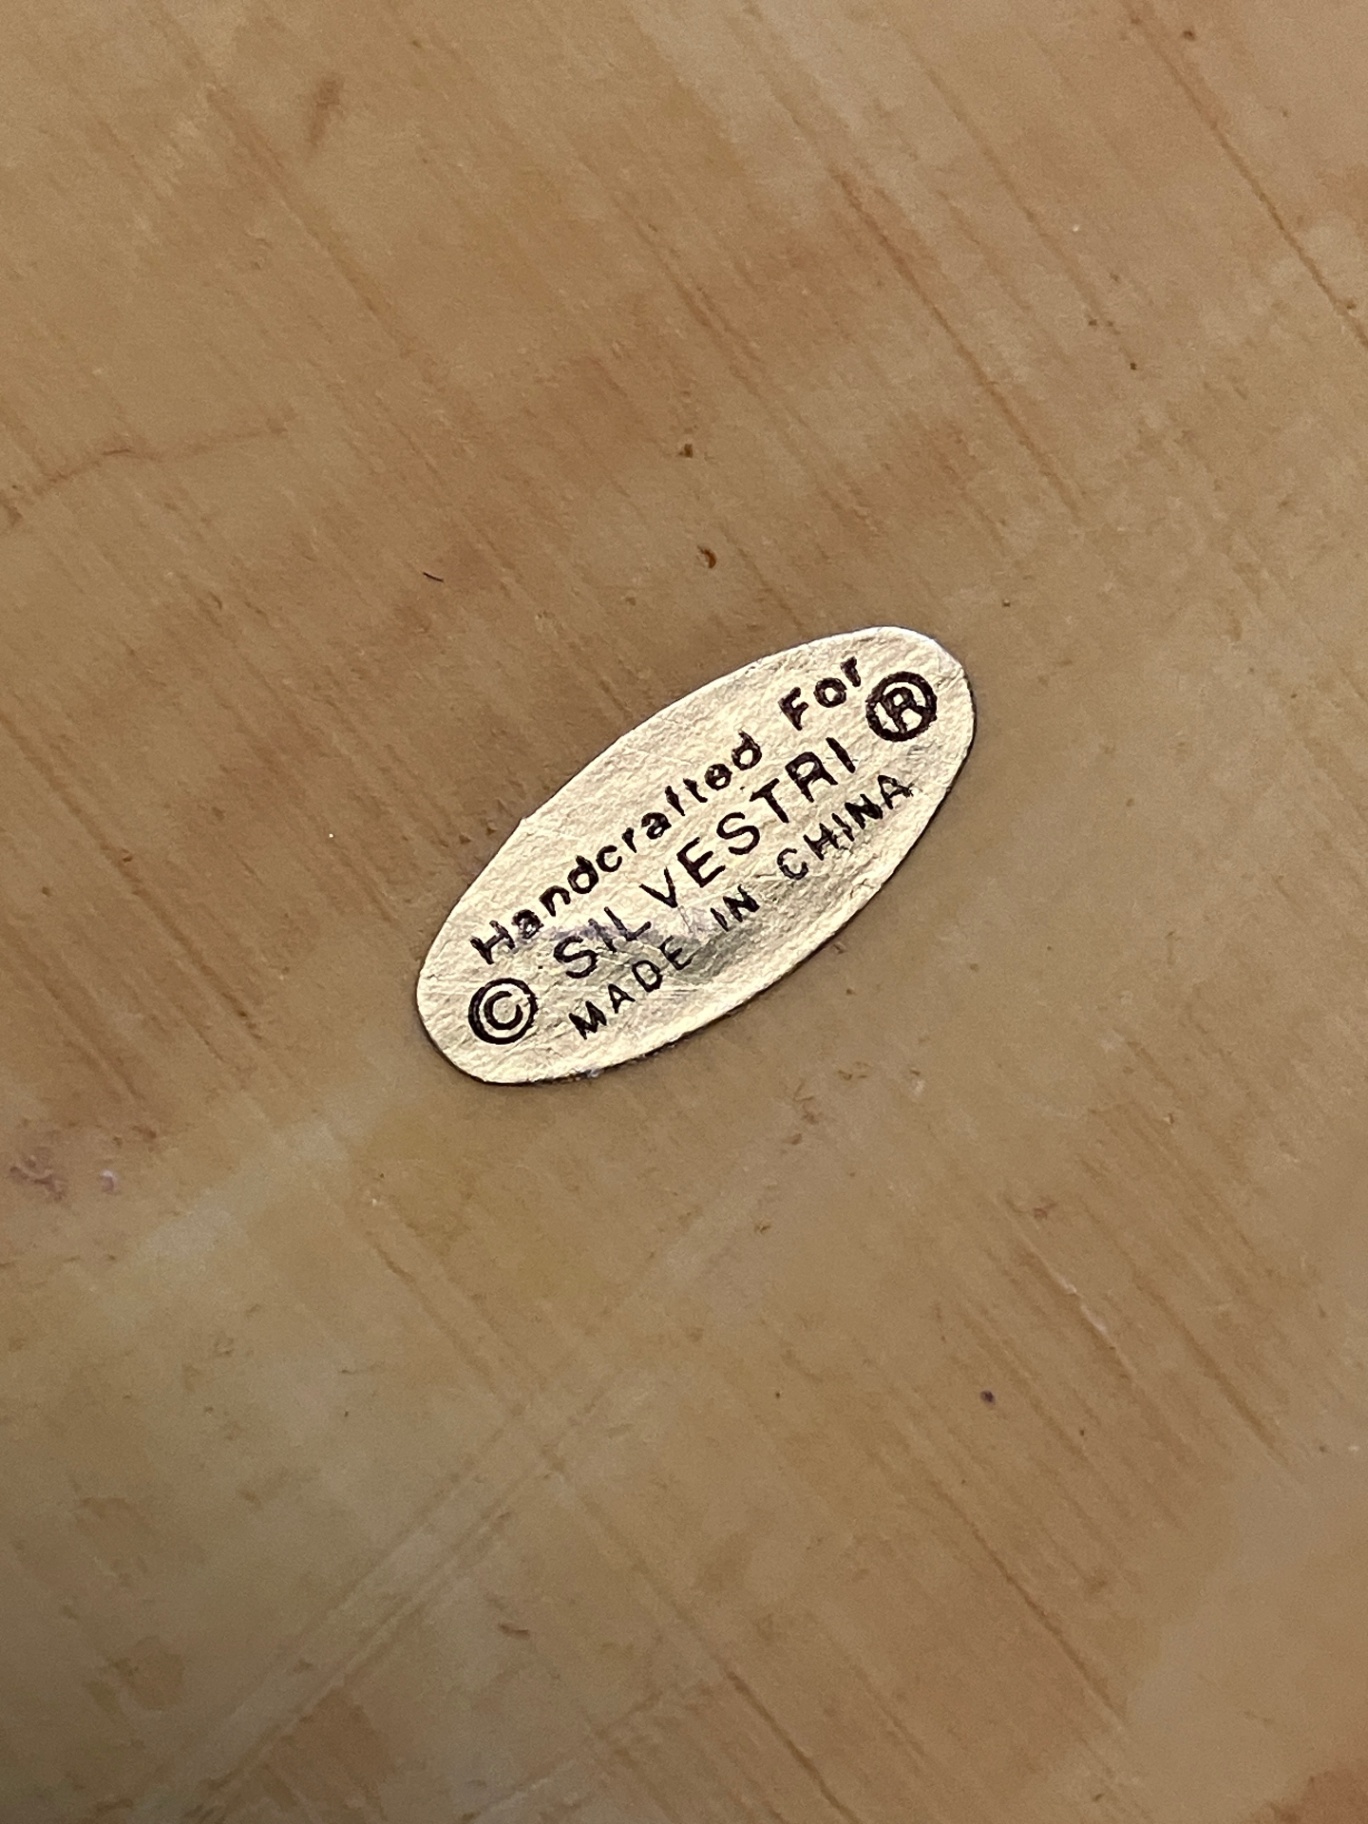 Handcrafted For
© SILVESTRI ®
MADE IN CHINA